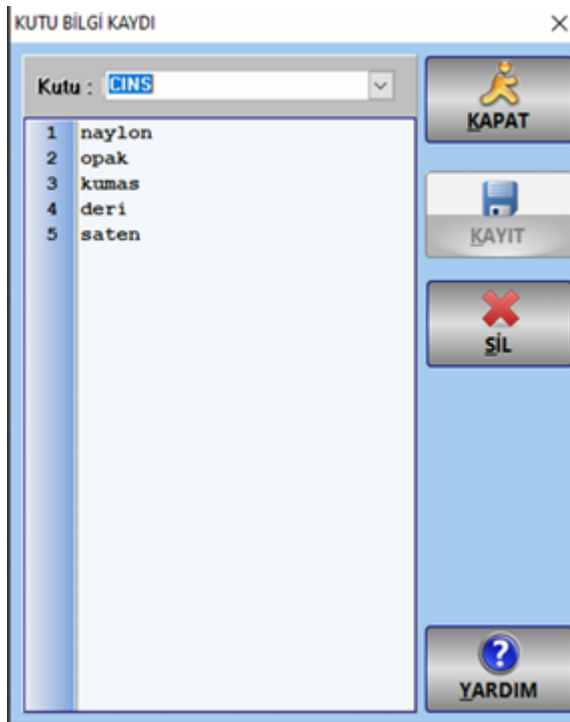 KUTU BİLGİ KAYDI
Kutu : CINS
KAPAT
1 naylon
2 opak
3 kumas
4 deri
5 saten
KAYIT
SİL
YARDIM